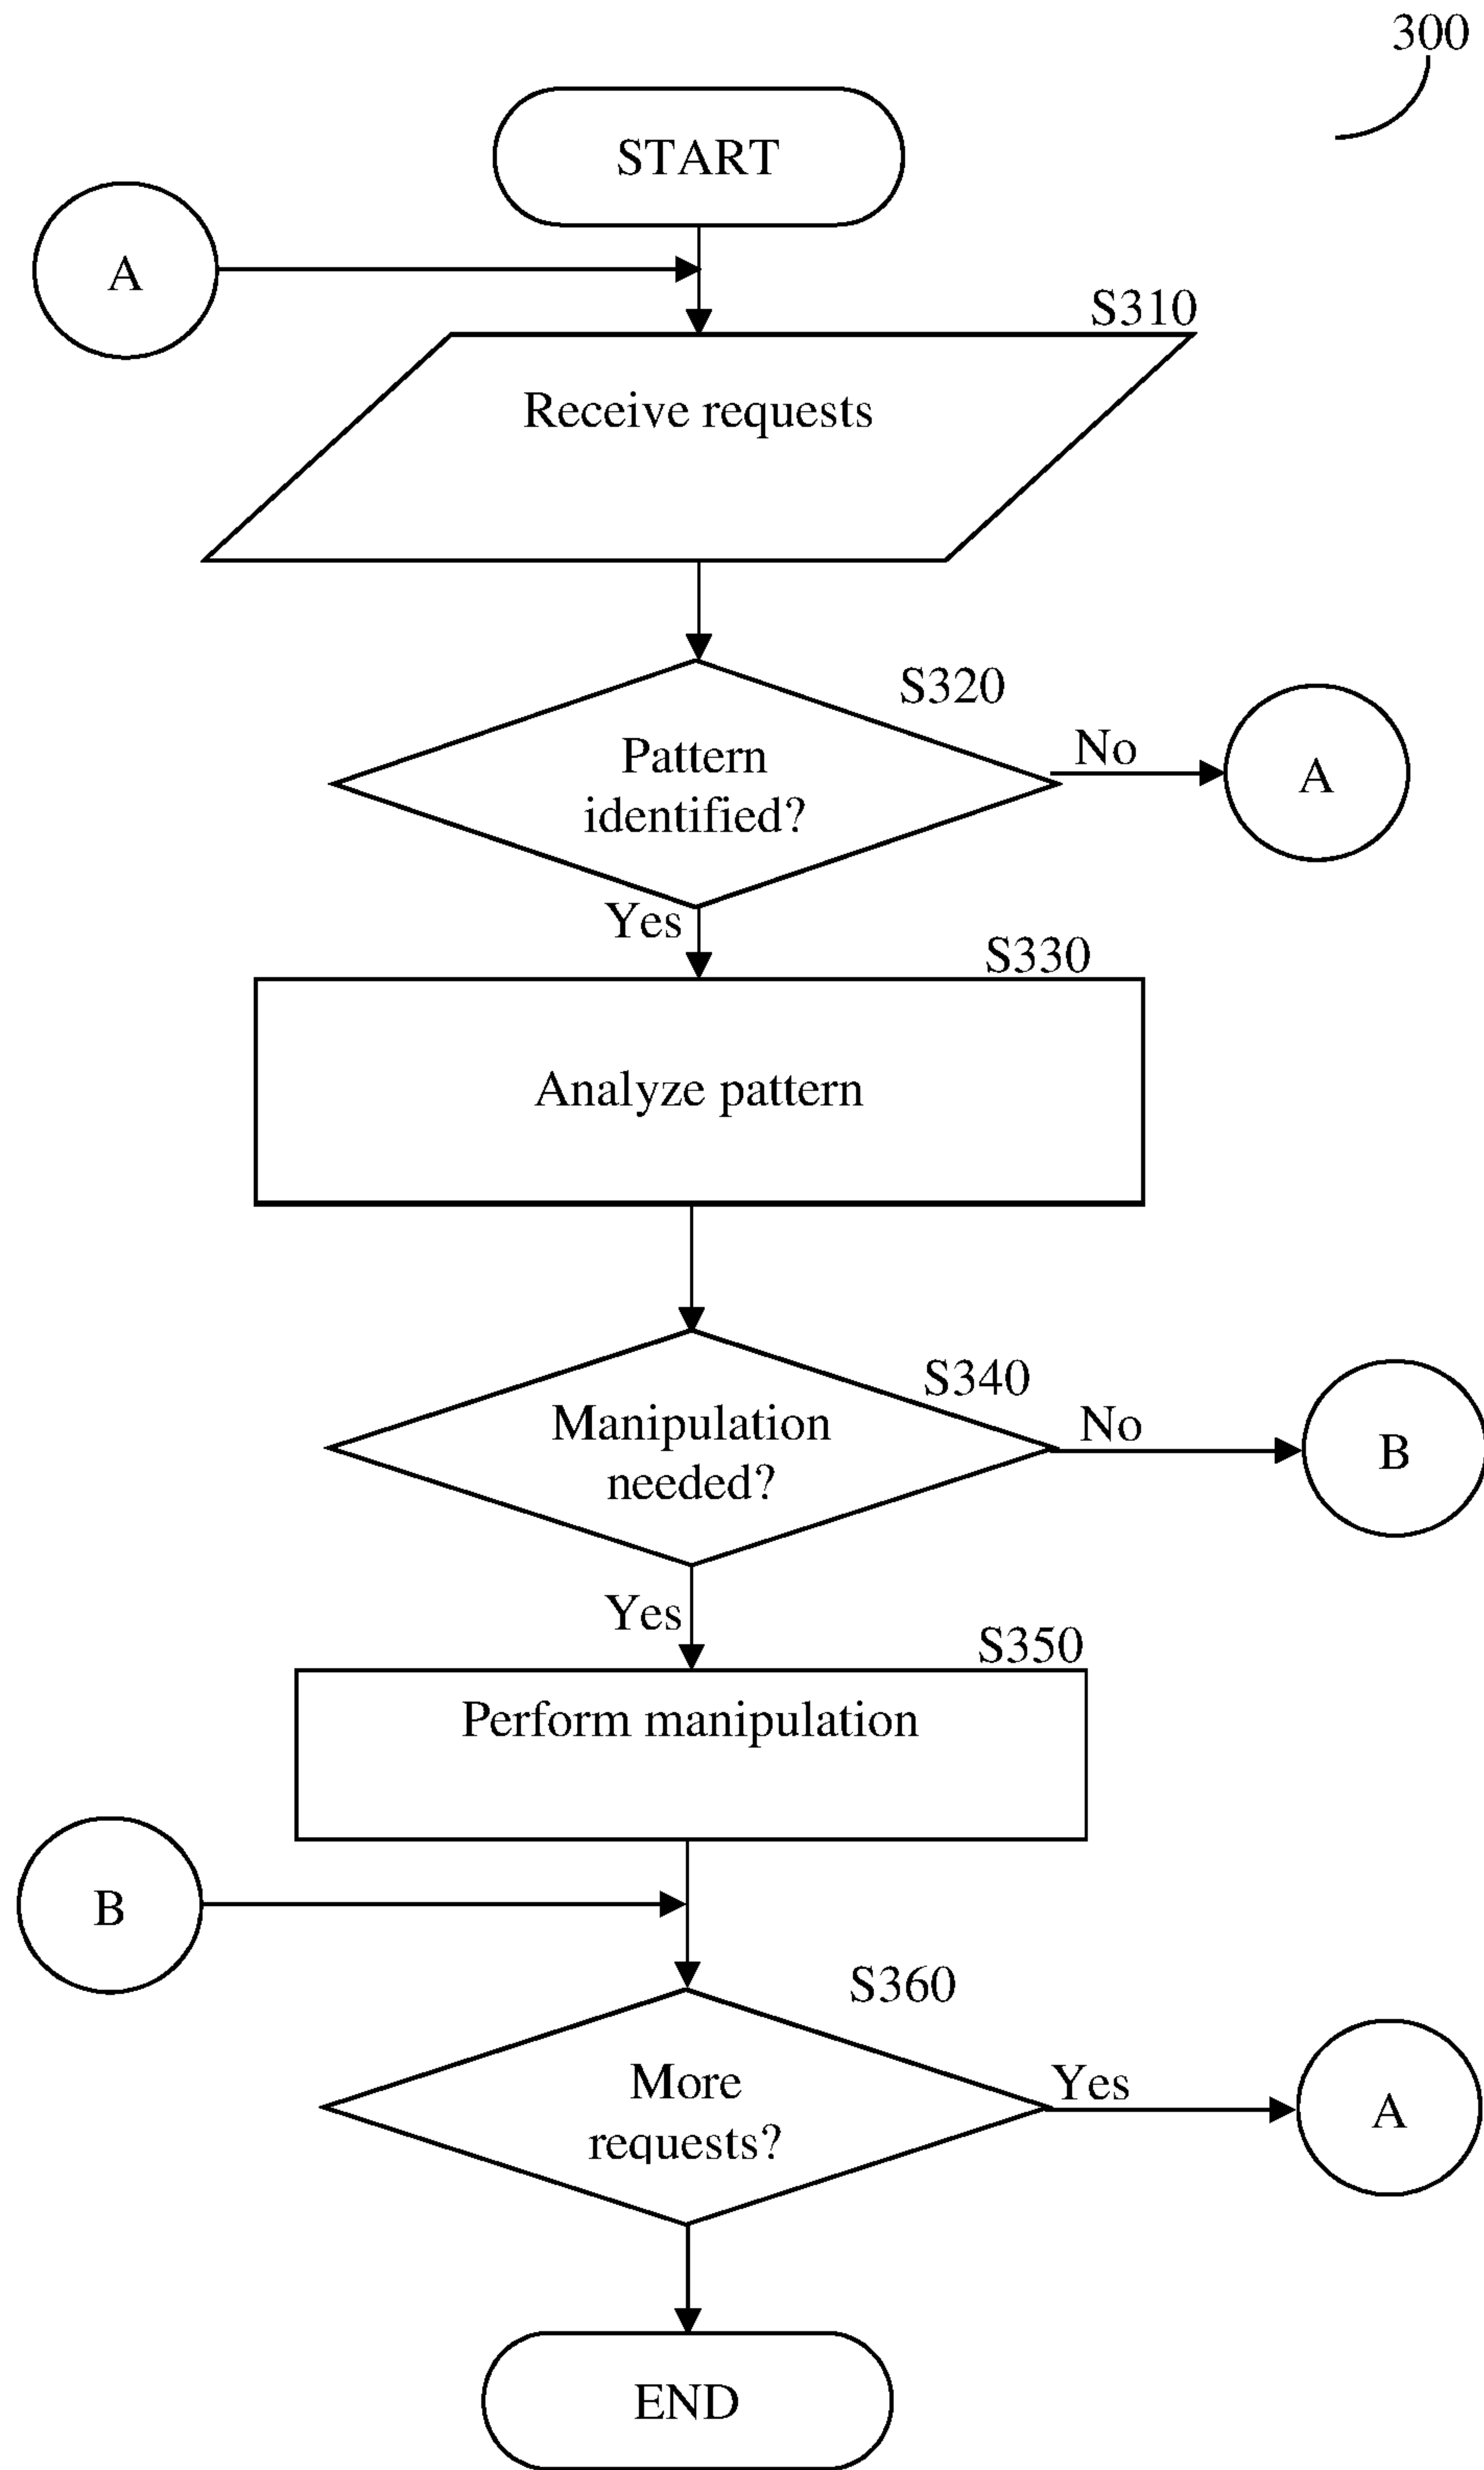 300
START
A
S310
Receive requests
S320
Pattern
identified?
No
A
Yes
S330
Analyze pattern
S340
Manipulation
needed?
No
B
Yes
S350
Perform manipulation
B
S360
More
requests?
Yes
A
END